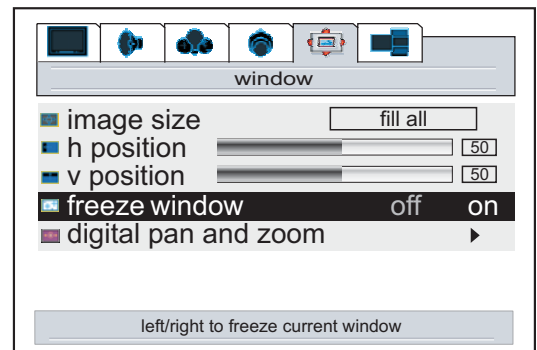 window
image size fill all
h position 50
v position 50
freeze window off on
digital pan and zoom
left/right to freeze current window